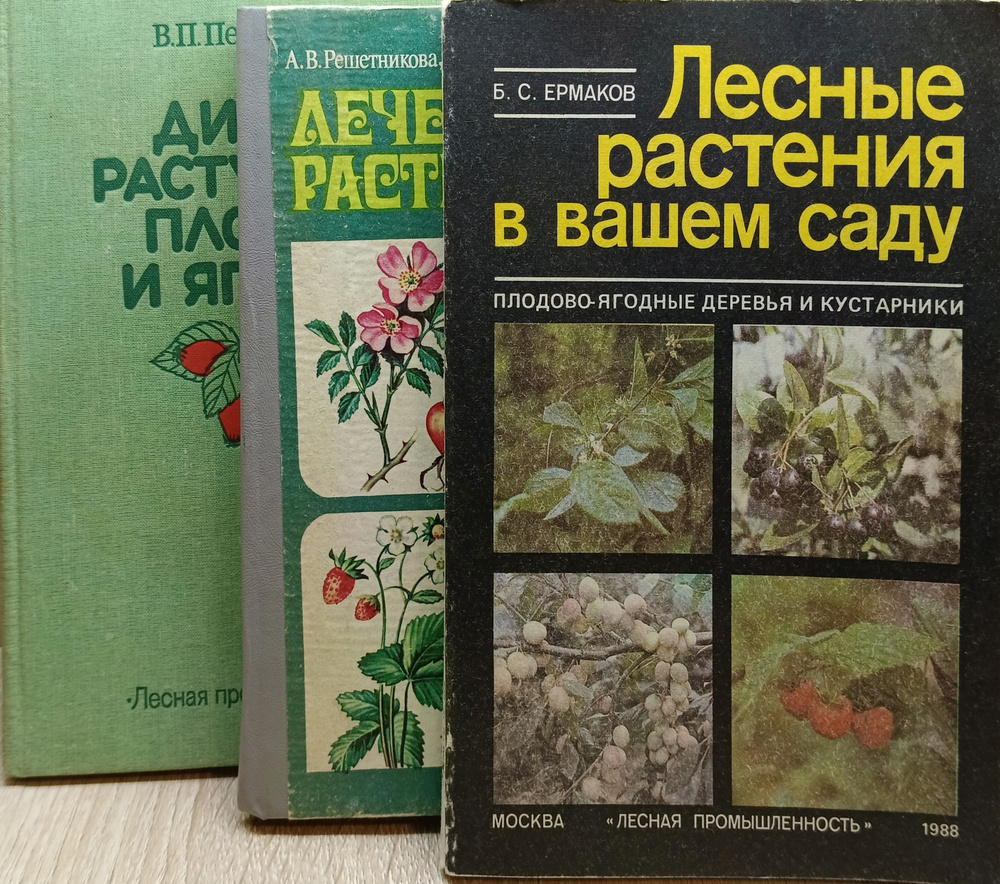 В.П.Пе
ДИ
РАСТУ
ПЛО
И ЯГ
«Лесная про
А.В.Решетникова,
ЛЕЧЕ
РАСТ
Б. С. ЕРМАКОВ
Лесные
растения
в вашем саду
ПЛОДОВО-ЯГОДНЫЕ ДЕРЕВЬЯ И КУСТАРНИКИ
МОСКВА «ЛЕСНАЯ ПРОМЫШЛЕННОСТЬ» 1988